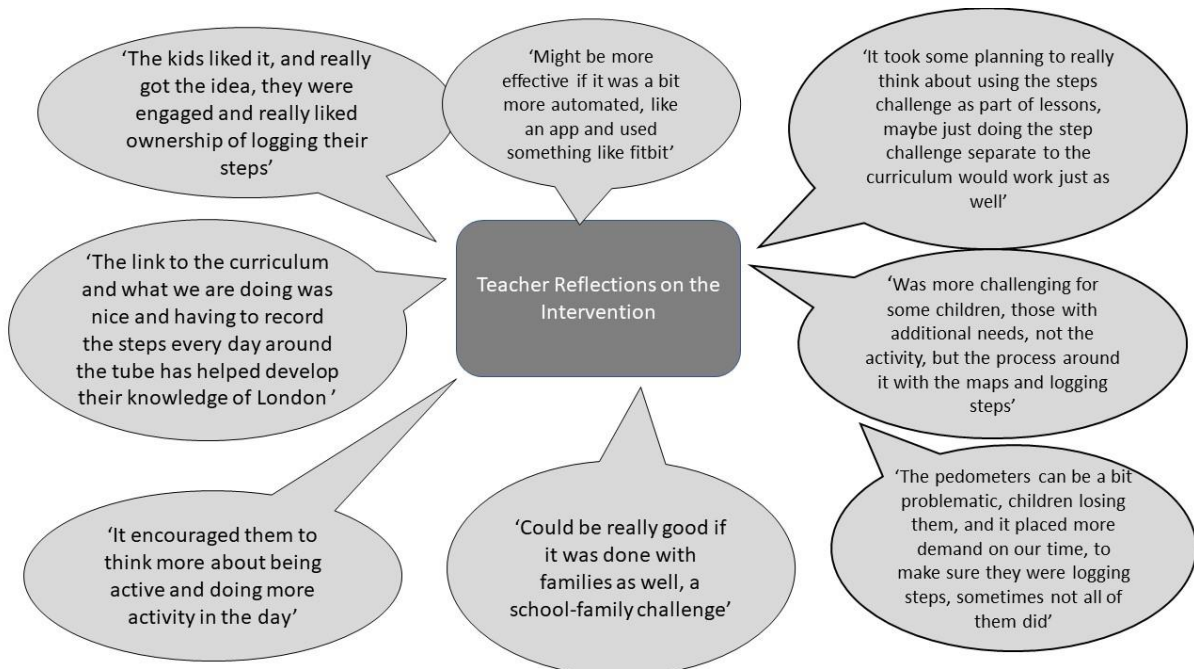 ‘The kids liked it, and really
got the idea, they were
engaged and really liked
ownership of logging their
steps’
‘Might be more
effective if it was a bit
more automated, like
an app and used
something like fitbit’
‘It took some planning to really
think about using the steps
challenge as part of lessons,
maybe just doing the step
challenge separate to the
curriculum would work just as
well’
‘The link to the curriculum
and what we are doing was
nice and having to record
the steps every day around
the tube has helped develop
their knowledge of London ’
Teacher Reflections on the
Intervention
‘Was more challenging for
some children, those with
additional needs, not the
activity, but the process around
it with the maps and logging
steps’
‘It encouraged them to
think more about being
active and doing more
activity in the day’
‘Could be really good if
it was done with
families as well, a
school-family challenge’
‘The pedometers can be a bit
problematic, children losing
them, and it placed more
demand on our time, to
make sure they were logging
steps, sometimes not all of
them did’